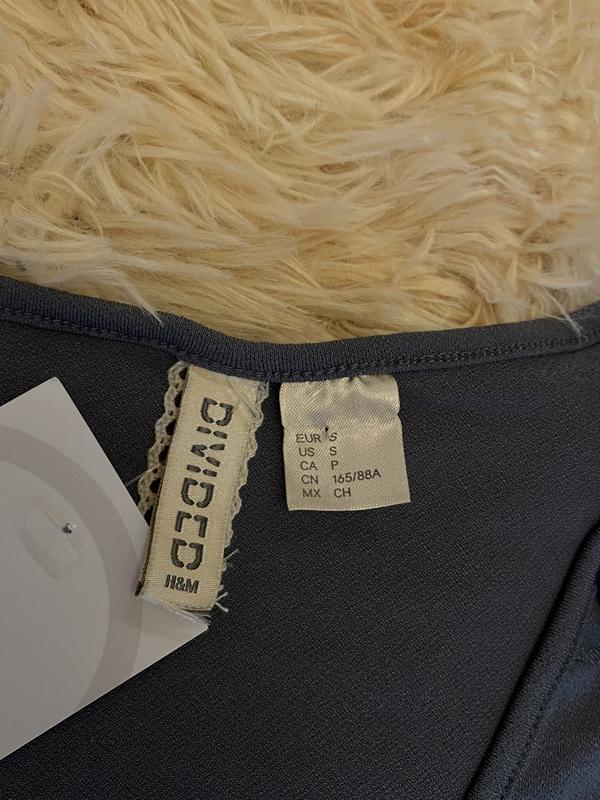 DIVIDED
H&M
EUR S
US S
CA P
CN 165/88A
MX CH